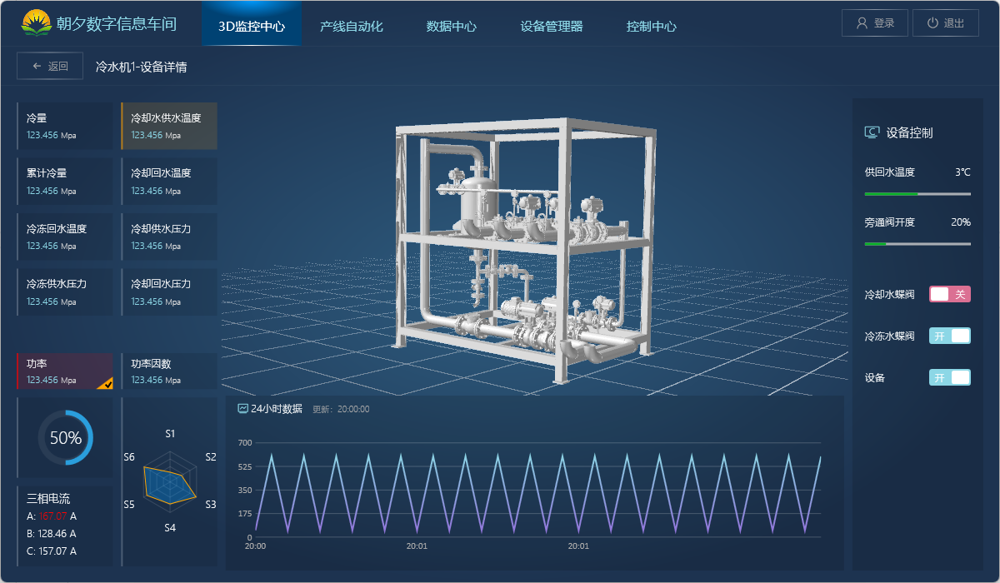 朝夕数字信息车间
3D监控中心
产线自动化
数据中心
设备管理器
控制中心
登录
退出
返回
冷水机1-设备详情
冷量
123.456 Mpa
冷却水供水温度
123.456 Mpa
累计冷量
123.456 Mpa
冷却回水温度
123.456 Mpa
冷冻回水温度
123.456 Mpa
冷却供水压力
123.456 Mpa
冷冻供水压力
123.456 Mpa
冷却回水压力
123.456 Mpa
功率
123.456 Mpa
功率因数
123.456 Mpa
50%
S1
S2
S3
S4
S5
S6
三相电流
A: 167.07 A
B: 128.46 A
C: 157.07 A
24小时数据 更新: 20:00:00
700
525
350
175
0
20:00
20:01
20:01
设备控制
供回水温度 3℃
旁通阀开度 20%
冷却水蝶阀 关
冷冻水蝶阀 开
设备 开